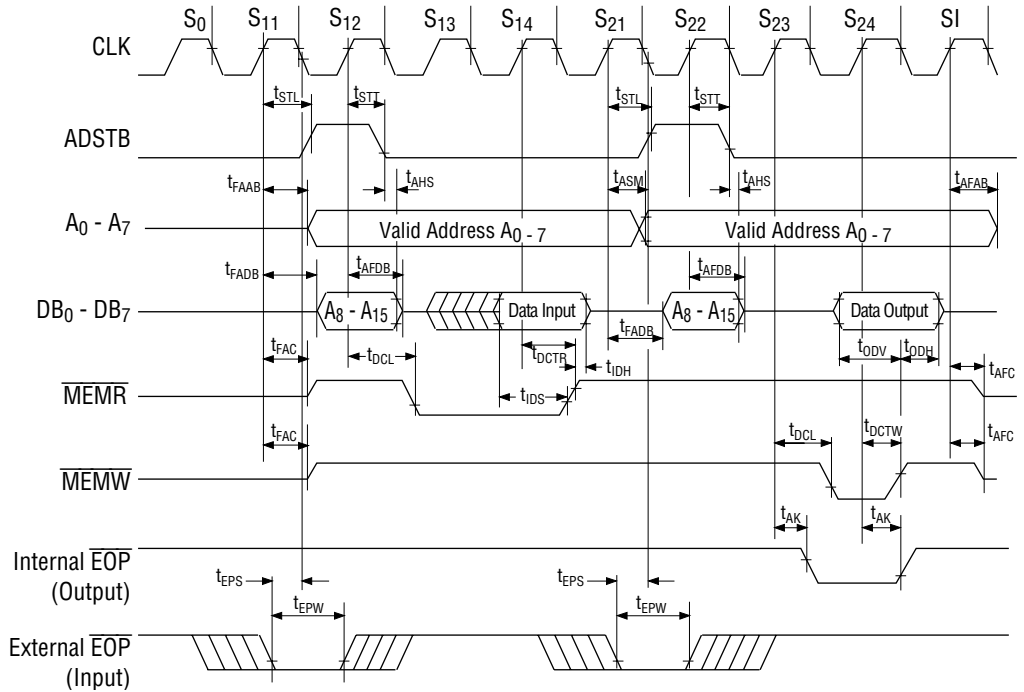 S0 S11 S12 S13 S14 S21 S22 S23 S24 SI
CLK
tSTL tSTT tSTL tSTT
ADSTB
tFAAB tAHS tASM tAHS tAFAB
A0 - A7 Valid Address A0 - 7 Valid Address A0 - 7
tFADB tAFDB tAFDB
DB0 - DB7 A8 - A15 Data Input A8 - A15 Data Output
tFADB
tFAC tDCL tDCTR tIDH tODV tODH tAFC
MEMR tIDS
tFAC tDCL tDCTW tAFC
MEMW
tAK tAK
Internal EOP
(Output)
tEPS tEPS
tEPW tEPW
External EOP
(Input)